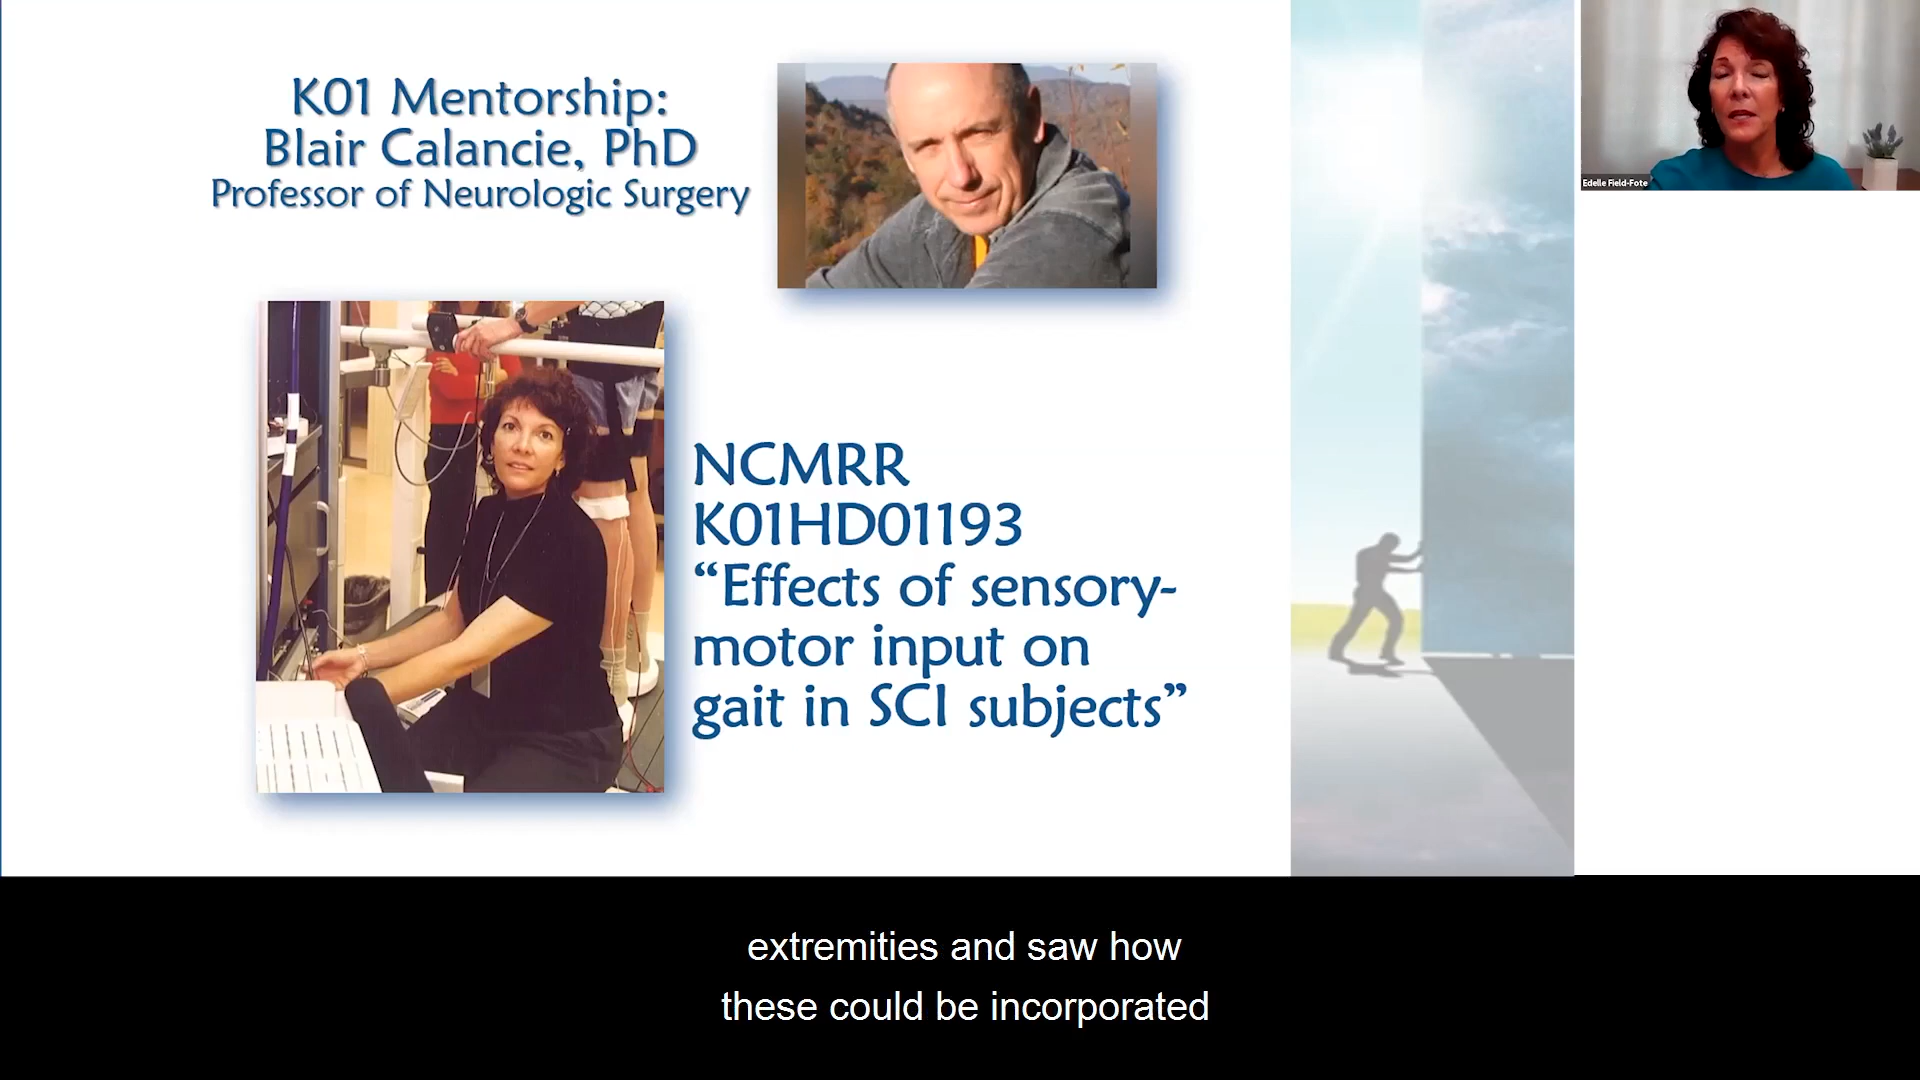 K01 Mentorship:
Blair Calancie, PhD
Professor of Neurologic Surgery
NCMRR
K01HD01193
“Effects of sensory-
motor input on
gait in SCI subjects”
Edelle Field-Fote
extremities and saw how
these could be incorporated